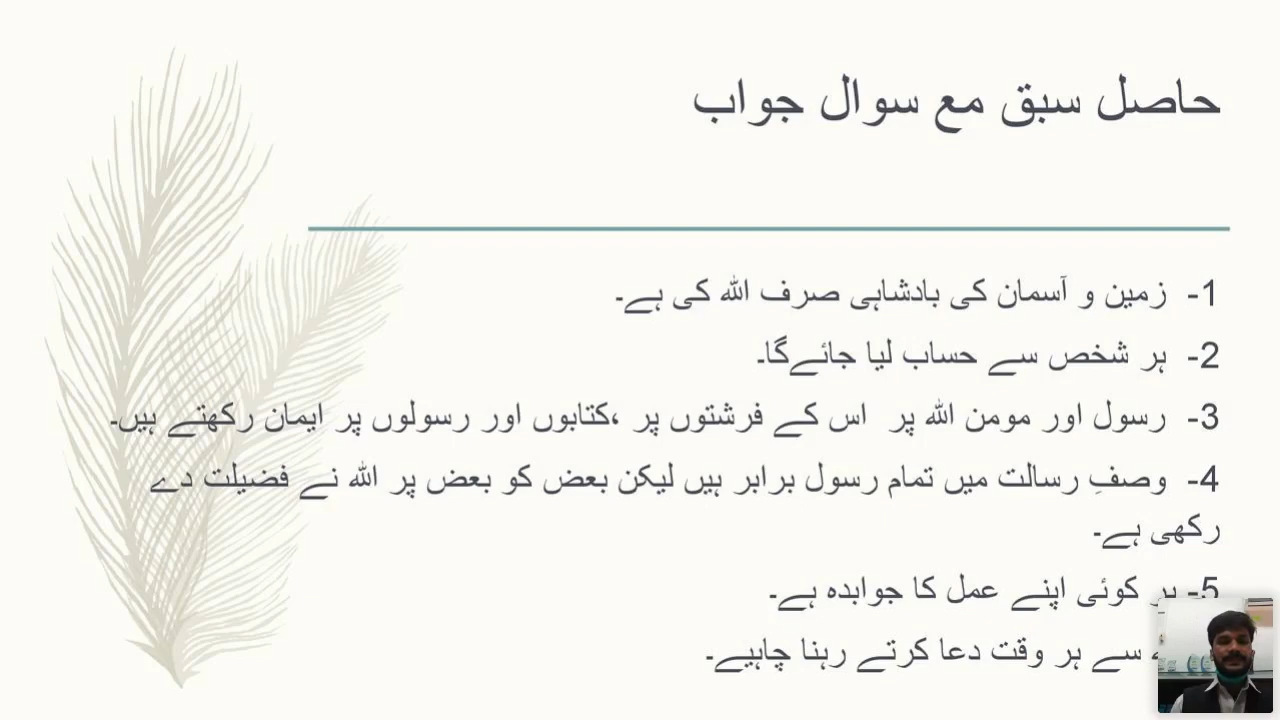 حاصل سبق مع سوال جواب
1- زمین و آسمان کی بادشاہی صرف اللہ کی ہے۔
2- ہر شخص سے حساب لیا جائےگا۔
3- رسول اور مومن اللہ پر اس کے فرشتوں پر ،کتابوں اور رسولوں پر ایمان رکھتے ہیں۔
4- وصفِ رسالت میں تمام رسول برابر ہیں لیکن بعض کو بعض پر اللہ نے فضیلت دے
رکھی ہے۔
5- ہر کوئی اپنے عمل کا جوابدہ ہے۔
سے ہر وقت دعا کرتے رہنا چاہیے۔